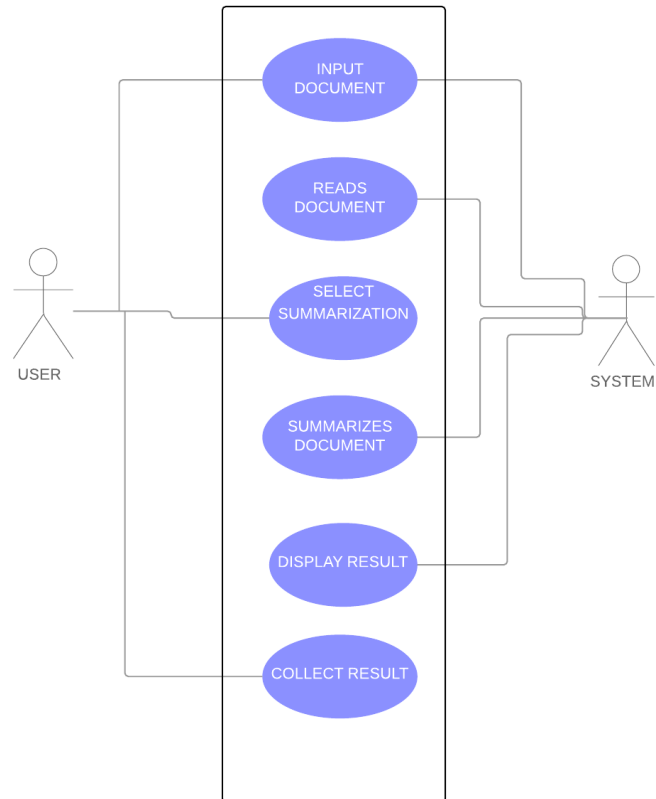 INPUT
DOCUMENT
READS
DOCUMENT
SELECT
SUMMARIZATION
USER
SYSTEM
SUMMARIZES
DOCUMENT
DISPLAY RESULT
COLLECT RESULT